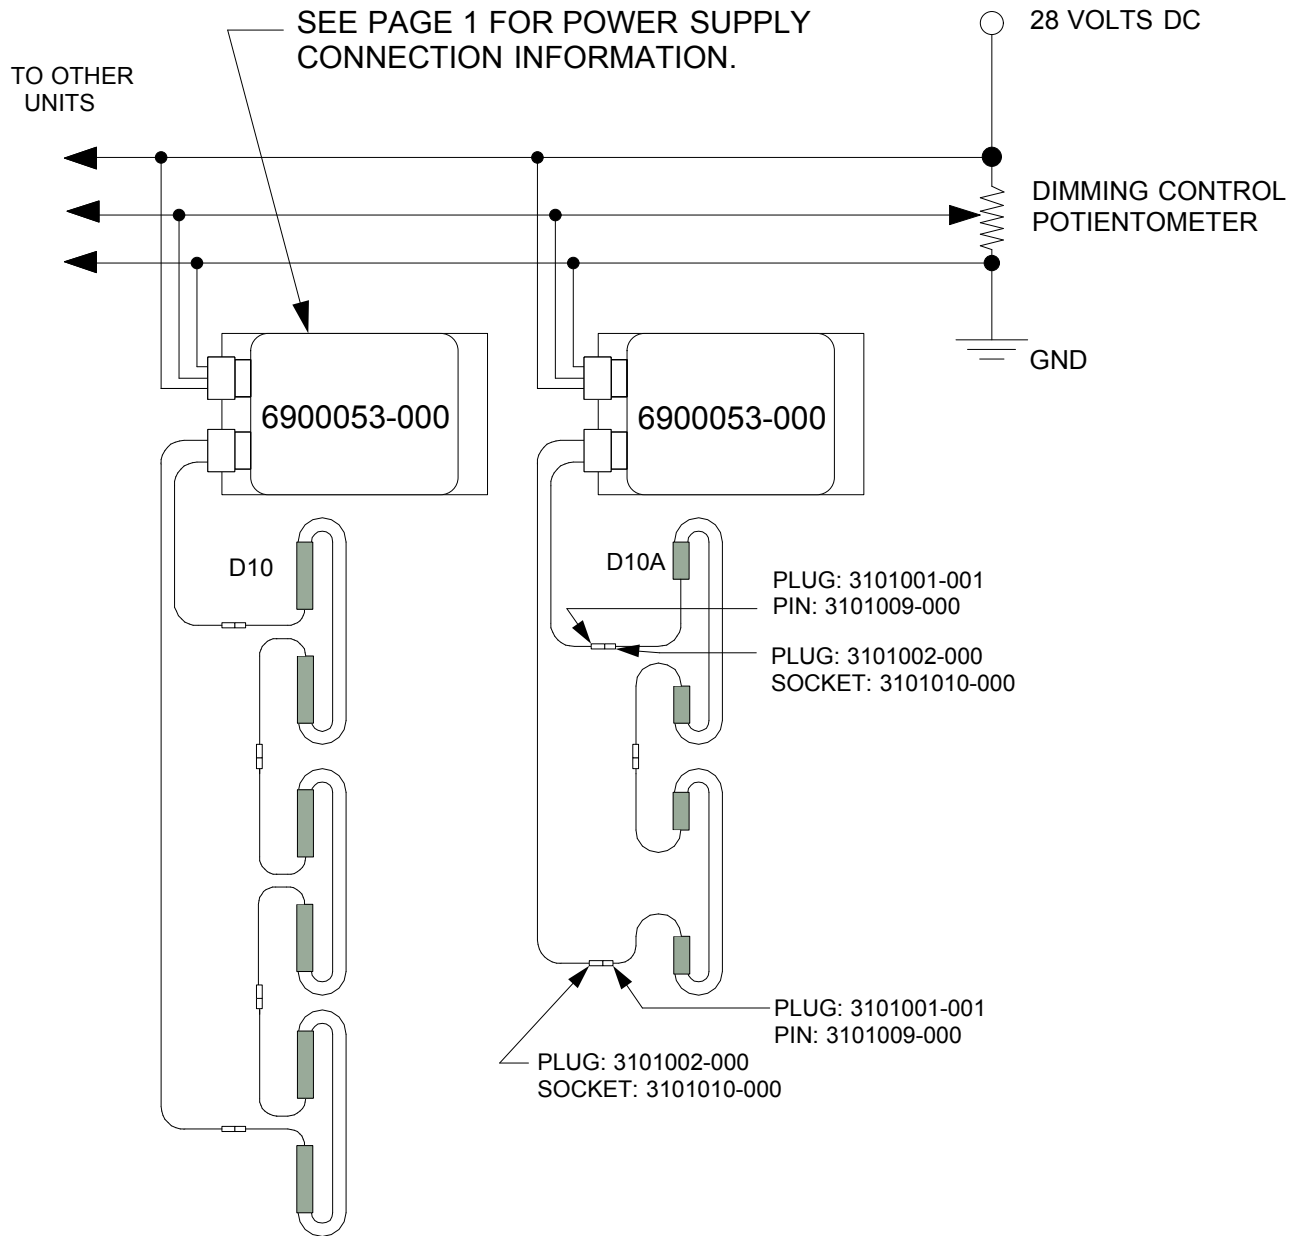 SEE PAGE 1 FOR POWER SUPPLY
CONNECTION INFORMATION.
28 VOLTS DC
TO OTHER
UNITS
DIMMING CONTROL
POTIENTOMETER
GND
6900053-000
6900053-000
D10
D10A
PLUG: 3101001-001
PIN: 3101009-000
PLUG: 3101002-000
SOCKET: 3101010-000
PLUG: 3101001-001
PIN: 3101009-000
PLUG: 3101002-000
SOCKET: 3101010-000